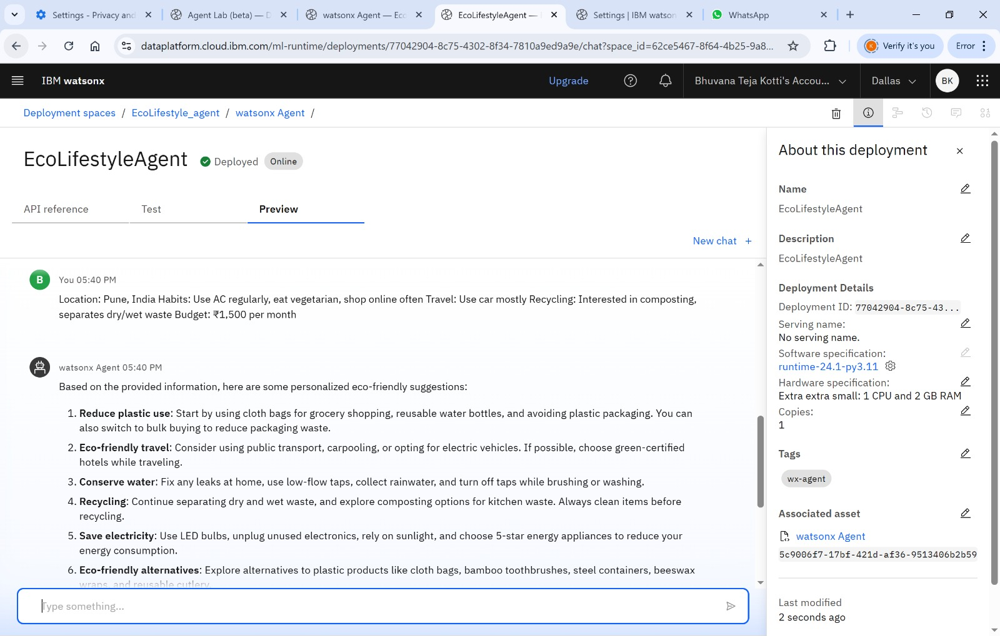 Settings - Privacy and
Agent Lab (beta) — D
watsonx Agent — Eco
EcoLifestyleAgent —
Settings | IBM watson
WhatsApp
dataplatform.cloud.ibm.com/ml-runtime/deployments/77042904-8c75-4302-8f34-7810a9ed9a9e/chat?space_id=62ce5467-8f64-4b25-9a8...
K
Verify it's you
Error
IBM watsonx
Upgrade
Bhuvana Teja Kotti's Accou...
Dallas
BK
Deployment spaces / EcoLifestyle_agent / watsonx Agent /
EcoLifestyleAgent
Deployed
Online
API reference
Test
Preview
New chat +
B
You 05:40 PM
Location: Pune, India Habits: Use AC regularly, eat vegetarian, shop online often Travel: Use car mostly Recycling: Interested in composting,
separates dry/wet waste Budget: ₹1,500 per month
watsonx Agent 05:40 PM
Based on the provided information, here are some personalized eco-friendly suggestions:
1. Reduce plastic use: Start by using cloth bags for grocery shopping, reusable water bottles, and avoiding plastic packaging. You can
also switch to bulk buying to reduce packaging waste.
2. Eco-friendly travel: Consider using public transport, carpooling, or opting for electric vehicles. If possible, choose green-certified
hotels while traveling.
3. Conserve water: Fix any leaks at home, use low-flow taps, collect rainwater, and turn off taps while brushing or washing.
4. Recycling: Continue separating dry and wet waste, and explore composting options for kitchen waste. Always clean items before
recycling.
5. Save electricity: Use LED bulbs, unplug unused electronics, rely on sunlight, and choose 5-star energy appliances to reduce your
energy consumption.
6. Eco-friendly alternatives: Explore alternatives to plastic products like cloth bags, bamboo toothbrushes, steel containers, beeswax
wraps, and reusable cutlery.
Type something...
About this deployment
Name
EcoLifestyleAgent
Description
EcoLifestyleAgent
Deployment Details
Deployment ID: 77042904-8c75-43...
Serving name:
No serving name.
Software specification:
runtime-24.1-py3.11
Hardware specification:
Extra extra small: 1 CPU and 2 GB RAM
Copies:
1
Tags
wx-agent
Associated asset
watsonx Agent
5c9006f7-17bf-421d-af36-9513406b2b59
Last modified
2 seconds ago